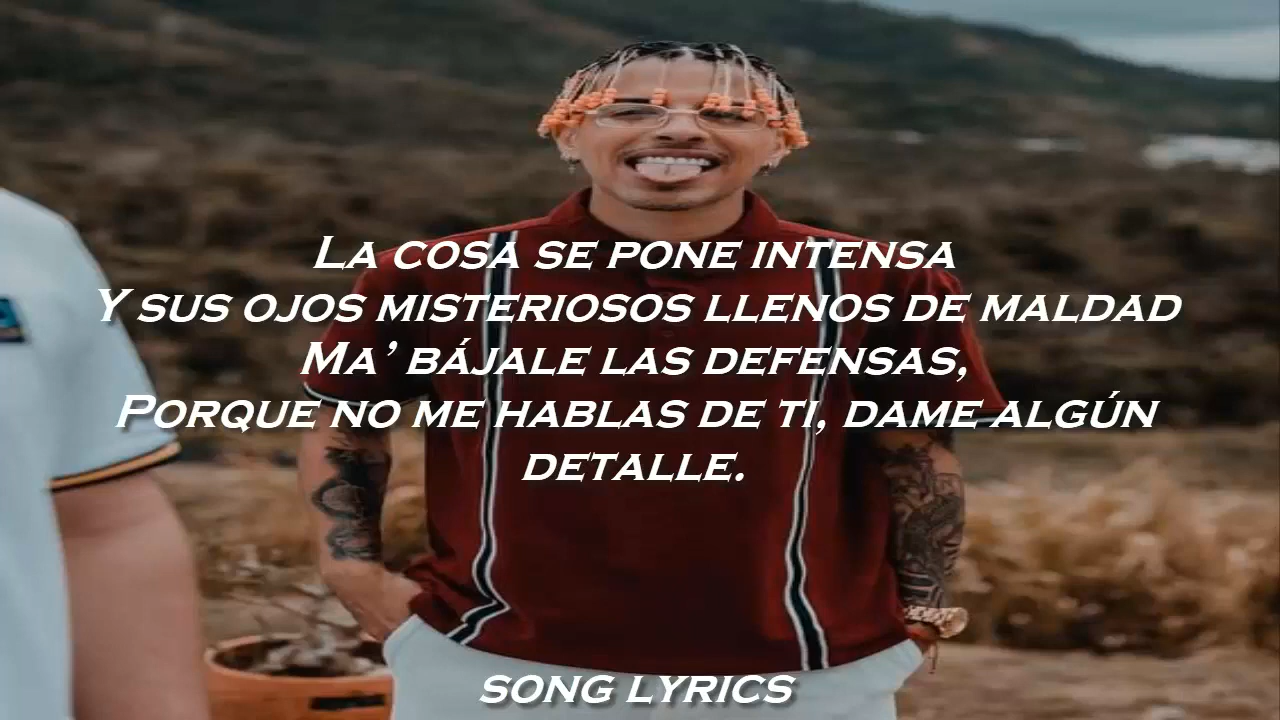 La cosa se pone intensa
Y sus ojos misteriosos llenos de maldad
Ma’ bájale las defensas,
Porque no me hablas de ti, dame algún
detalle.
SONG LYRICS